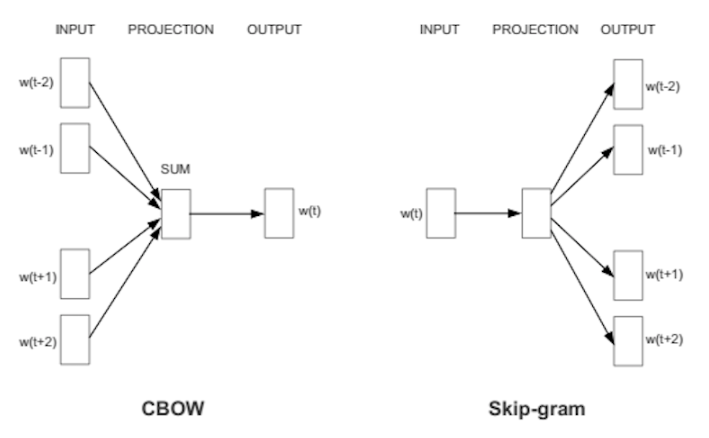 INPUT PROJECTION OUTPUT
w(t-2)
w(t-1)
SUM
w(t)
w(t+1)
w(t+2)
CBOW
INPUT PROJECTION OUTPUT
w(t-2)
w(t-1)
w(t)
w(t+1)
w(t+2)
Skip-gram